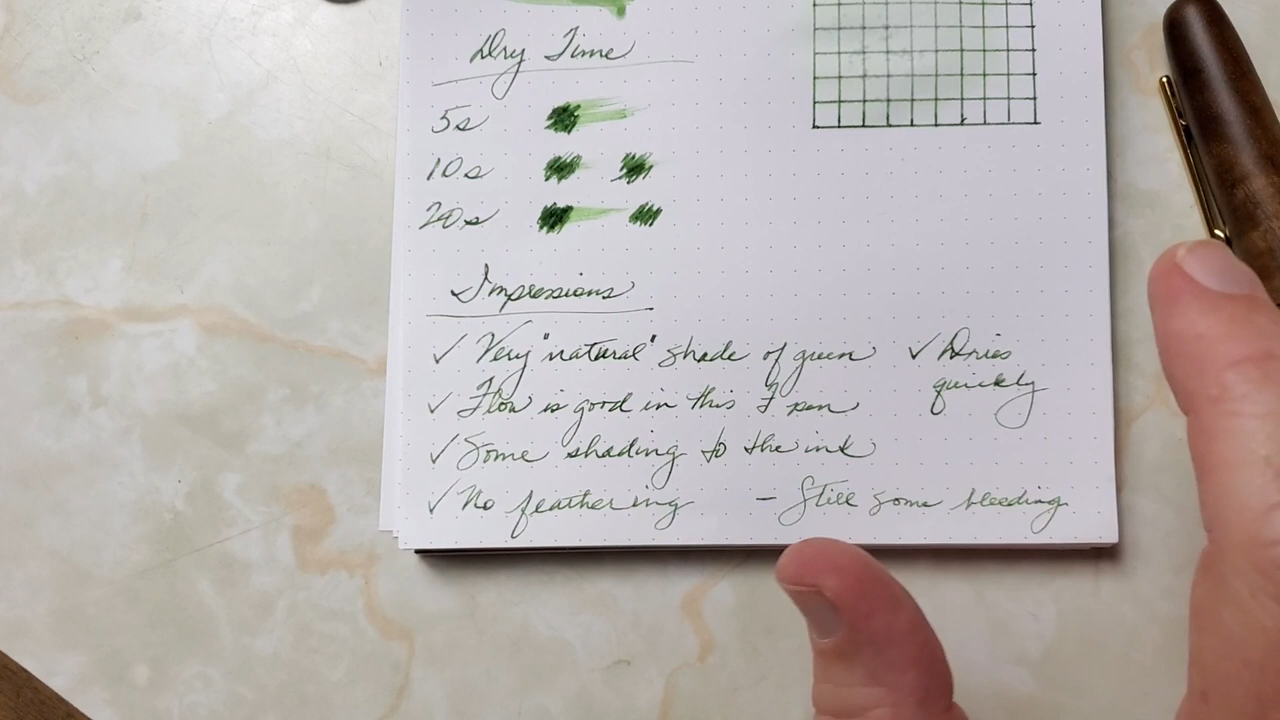 Dry Time
5s
10s
20s
Impressions
✓ Very "natural" shade of green
✓ Dries
quickly
✓ Flow is good in this F pen
✓ Some shading to the ink
✓ No feathering
- Still some bleeding